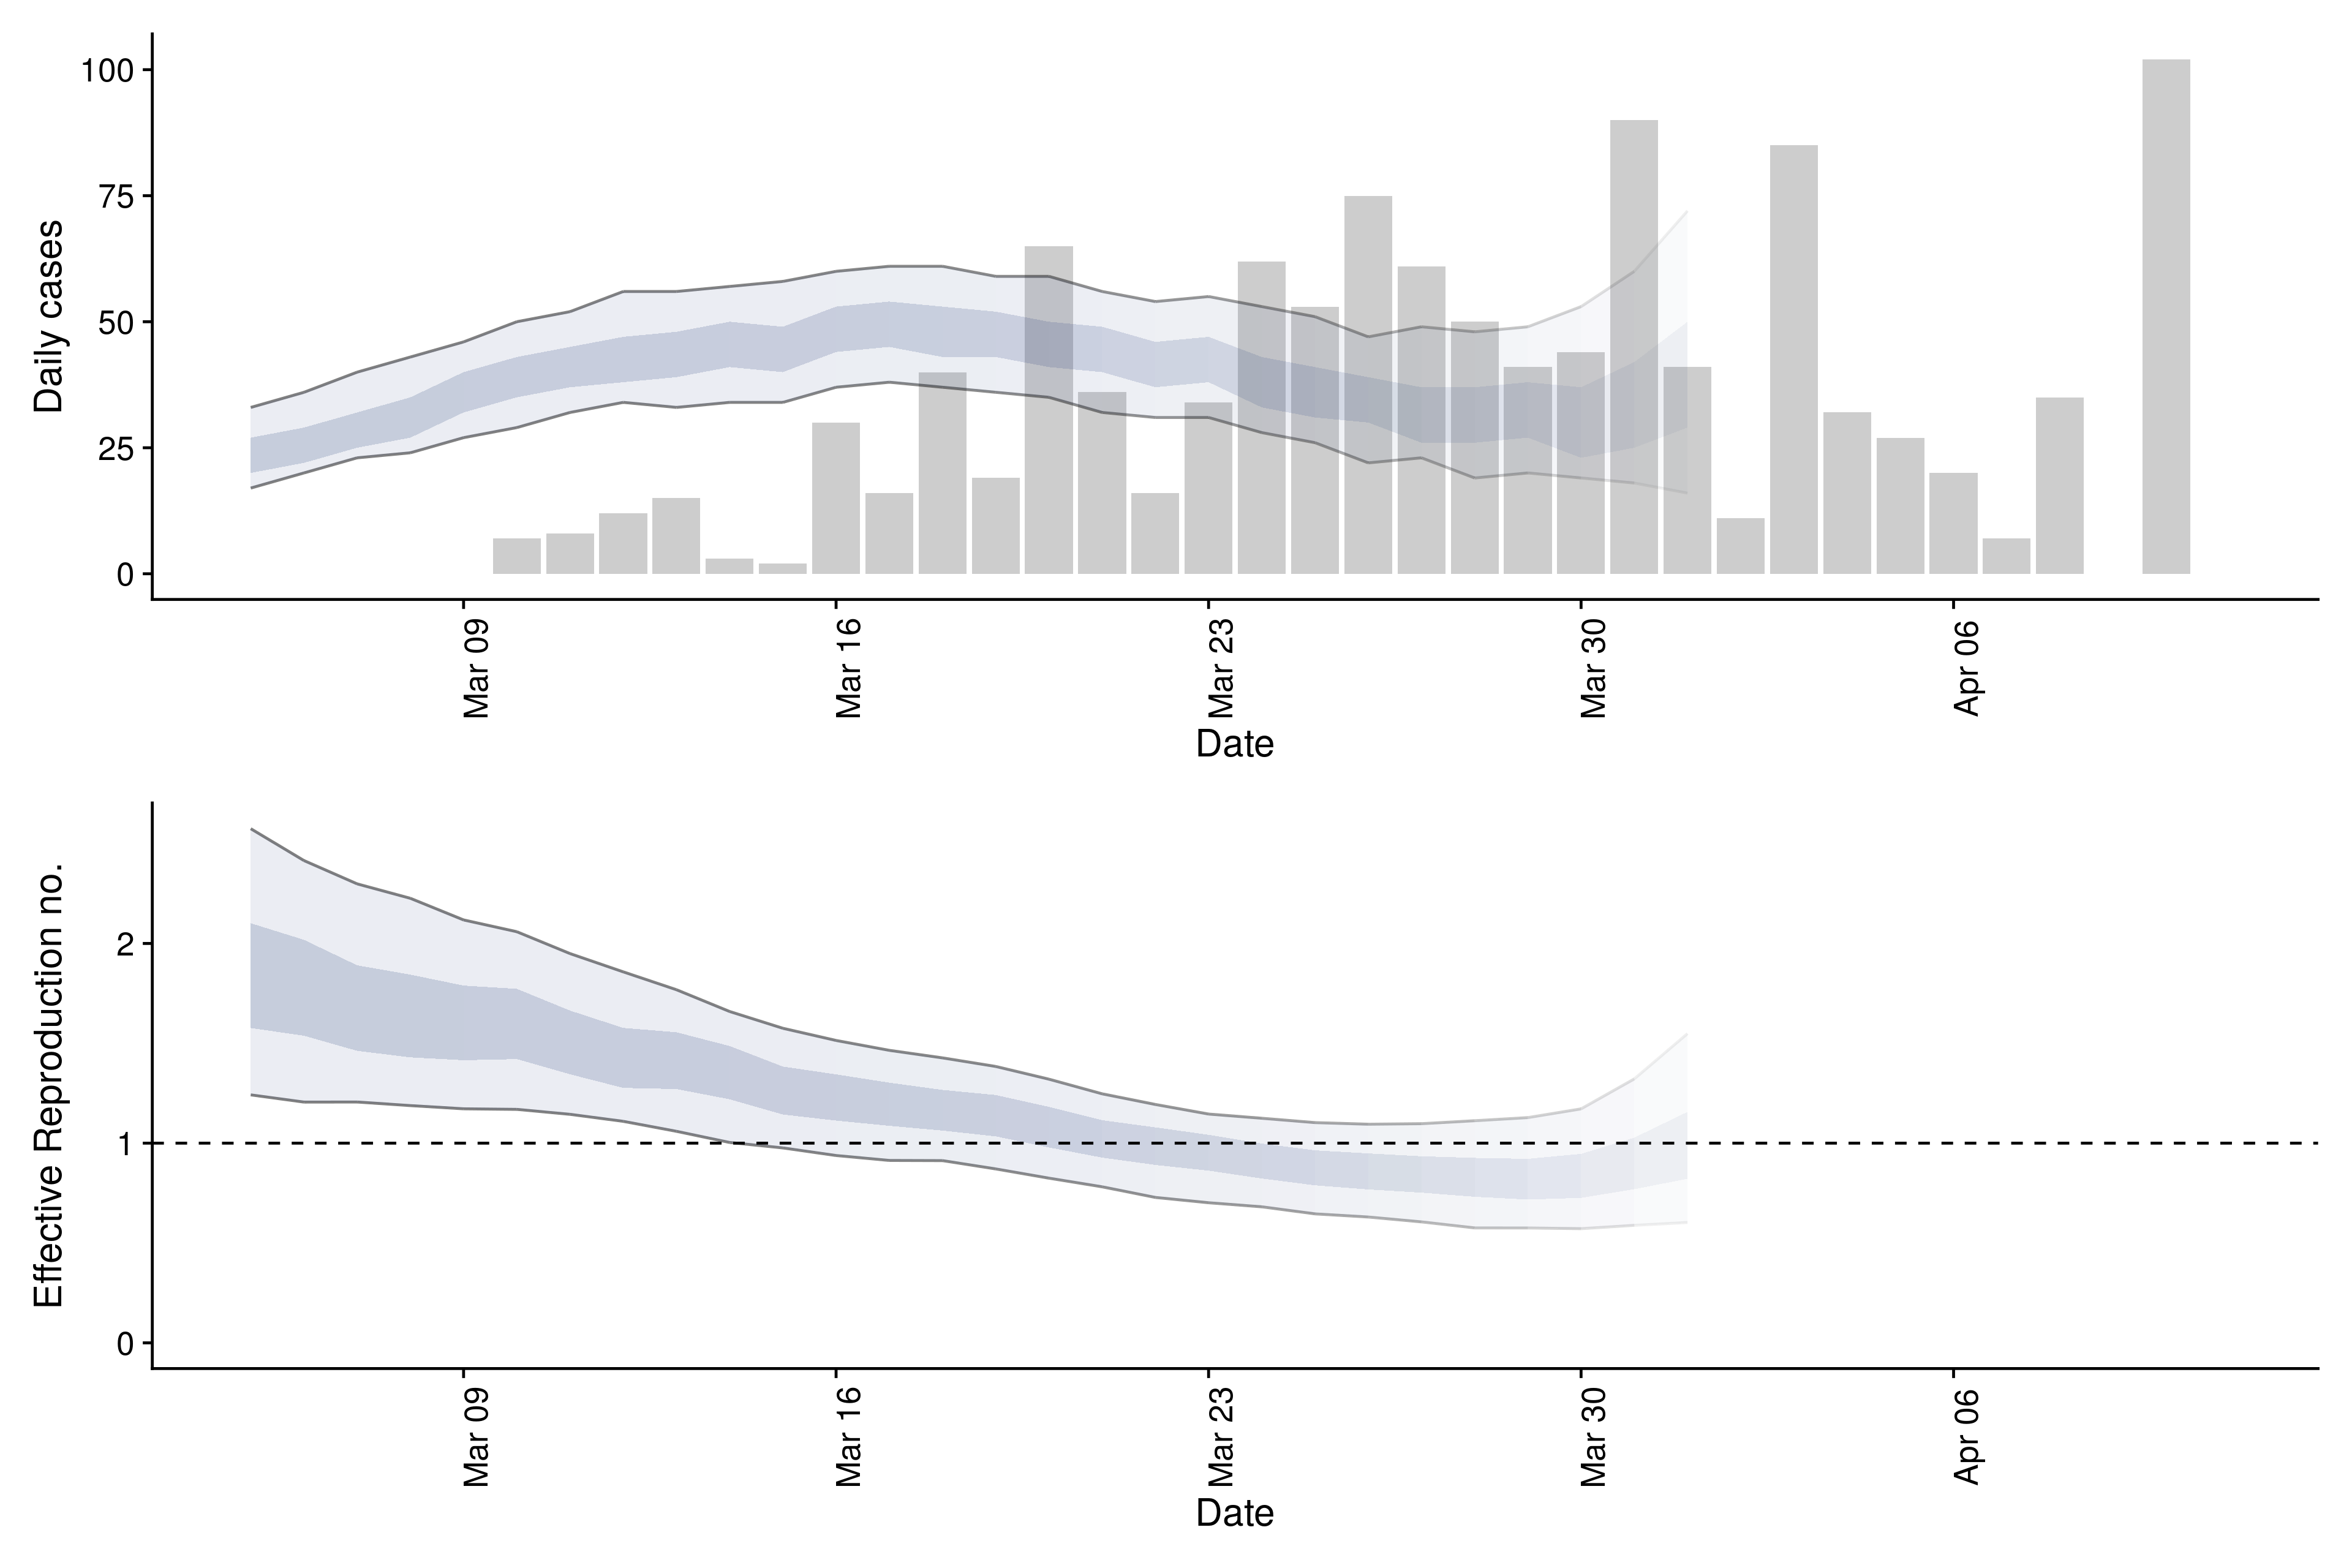 Daily cases
100
75
50
25
0
Mar 09
Mar 16
Mar 23
Mar 30
Apr 06
Date
Effective Reproduction no.
2
1
0
Mar 09
Mar 16
Mar 23
Mar 30
Apr 06
Date